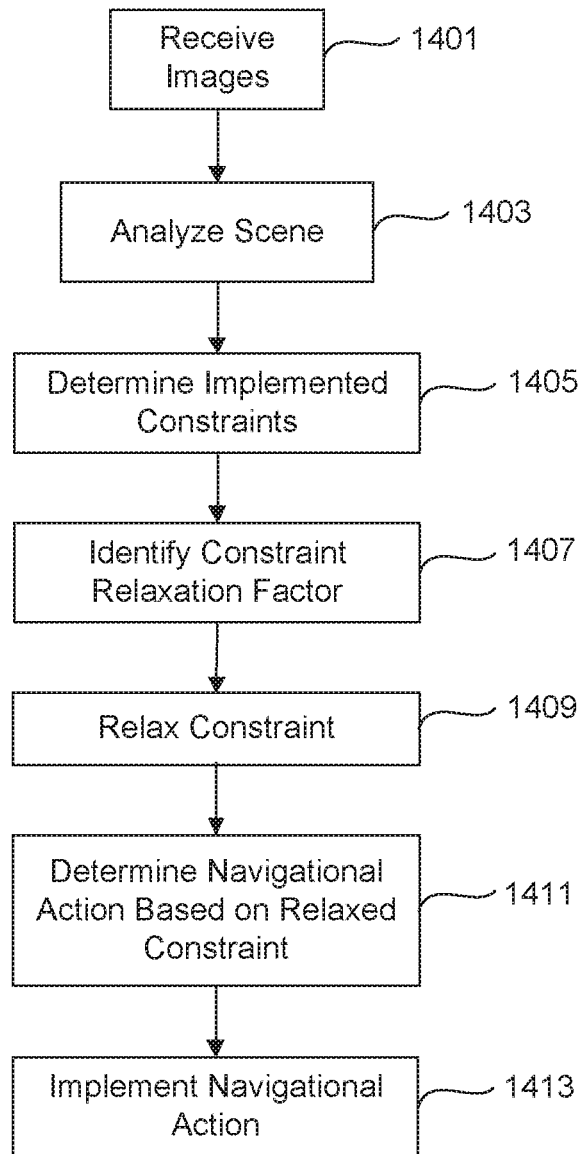 Receive
Images
1401
Analyze Scene
1403
Determine Implemented
Constraints
1405
Identify Constraint
Relaxation Factor
1407
Relax Constraint
1409
Determine Navigational
Action Based on Relaxed
Constraint
1411
Implement Navigational
Action
1413